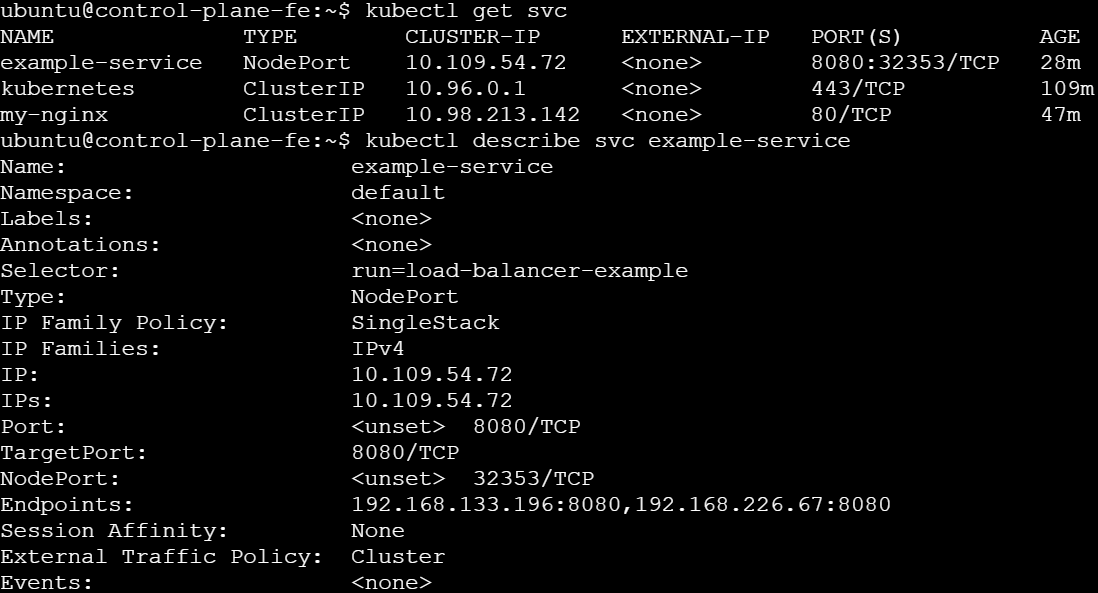 ubuntu@control-plane-fe:~$ kubectl get svc
NAME                TYPE        CLUSTER-IP      EXTERNAL-IP   PORT(S)          AGE
example-service   NodePort    10.109.54.72    <none>        8080:32353/TCP   28m
kubernetes        ClusterIP   10.96.0.1       <none>        443/TCP          109m
my-nginx          ClusterIP   10.98.213.142   <none>        80/TCP           47m
ubuntu@control-plane-fe:~$ kubectl describe svc example-service
Name:                     example-service
Namespace:                default
Labels:                   <none>
Annotations:              <none>
Selector:                 run=load-balancer-example
Type:                     NodePort
IP Family Policy:         SingleStack
IP Families:              IPv4
IP:                       10.109.54.72
IPs:                      10.109.54.72
Port:                     <unset>  8080/TCP
TargetPort:               8080/TCP
NodePort:                 <unset>  32353/TCP
Endpoints:                192.168.133.196:8080,192.168.226.67:8080
Session Affinity:         None
External Traffic Policy:  Cluster
Events:                   <none>